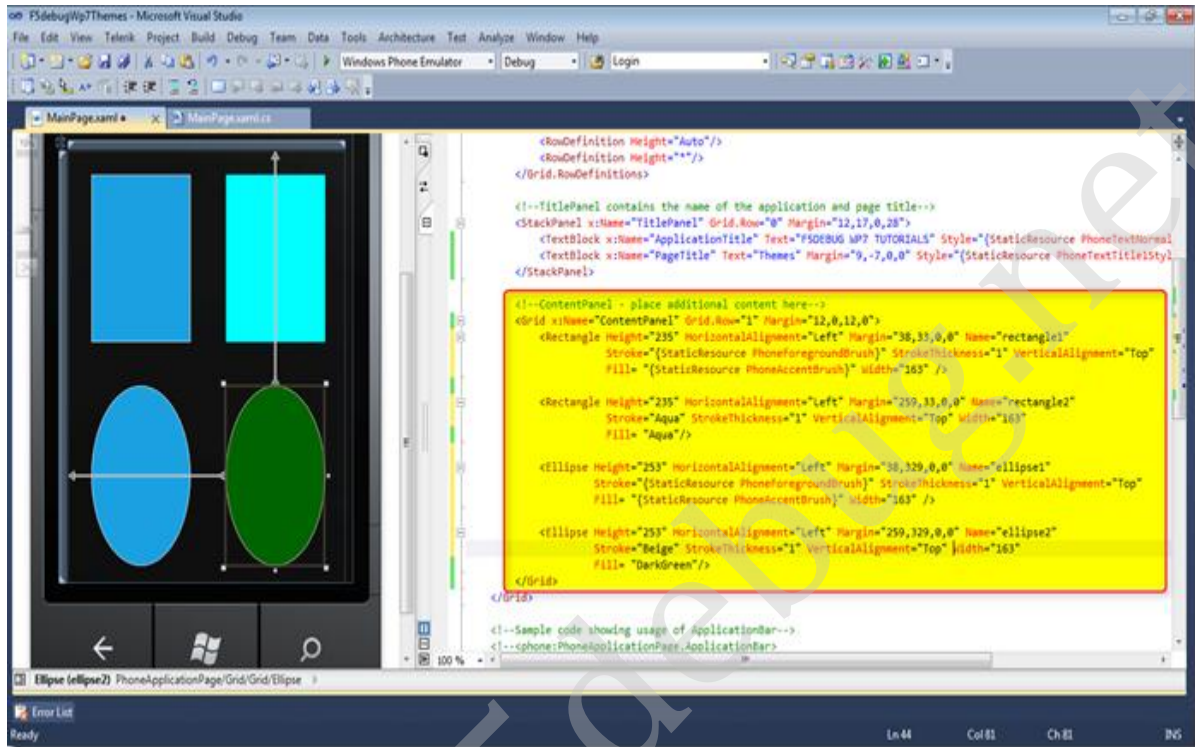 F5debugWp7Themes - Microsoft Visual Studio
File Edit View Telerik Project Build Debug Team Data Tools Architecture Test Analyze Window Help
Windows Phone Emulator Debug Login
MainPage.xaml MainPage.xaml.cs
<RowDefinition Height="Auto"/>
<RowDefinition Height="*"/>
</Grid.RowDefinitions>
<!--TitlePanel contains the name of the application and page title-->
<StackPanel x:Name="TitlePanel" Grid.Row="0" Margin="12,17,0,28">
<TextBlock x:Name="ApplicationTitle" Text="F5DEBUG WP7 TUTORIALS" Style="{StaticResource PhoneTextNormal
<TextBlock x:Name="PageTitle" Text="Themes" Margin="9,-7,0,0" Style="{StaticResource PhoneTextTitle1Styl
</StackPanel>
<!--ContentPanel - place additional content here-->
<Grid x:Name="ContentPanel" Grid.Row="1" Margin="12,0,12,0">
<Rectangle Height="235" HorizontalAlignment="Left" Margin="38,33,0,0" Name="rectangle1"
Stroke="{StaticResource PhoneForegroundBrush}" StrokeThickness="1" VerticalAlignment="Top"
Fill= "{StaticResource PhoneAccentBrush}" Width="163" />
<Rectangle Height="235" HorizontalAlignment="Left" Margin="259,33,0,0" Name="rectangle2"
Stroke="Aqua" StrokeThickness="1" VerticalAlignment="Top" Width="163"
Fill= "Aqua"/>
<Ellipse Height="253" HorizontalAlignment="Left" Margin="38,329,0,0" Name="ellipse1"
Stroke="{StaticResource PhoneForegroundBrush}" StrokeThickness="1" VerticalAlignment="Top"
Fill= "{StaticResource PhoneAccentBrush}" Width="163" />
<Ellipse Height="253" HorizontalAlignment="Left" Margin="259,329,0,0" Name="ellipse2"
Stroke="Beige" StrokeThickness="1" VerticalAlignment="Top" Width="163"
Fill= "DarkGreen"/>
</Grid>
</Grid>
<!--Sample code showing usage of ApplicationBar-->
<!--<phone:PhoneApplicationPage.ApplicationBar>
100 %
Ellipse (ellipse2) PhoneApplicationPage/Grid/Grid/Ellipse
Error List
Ready Ln 44 Col 81 Ch 81 INS
debug.net